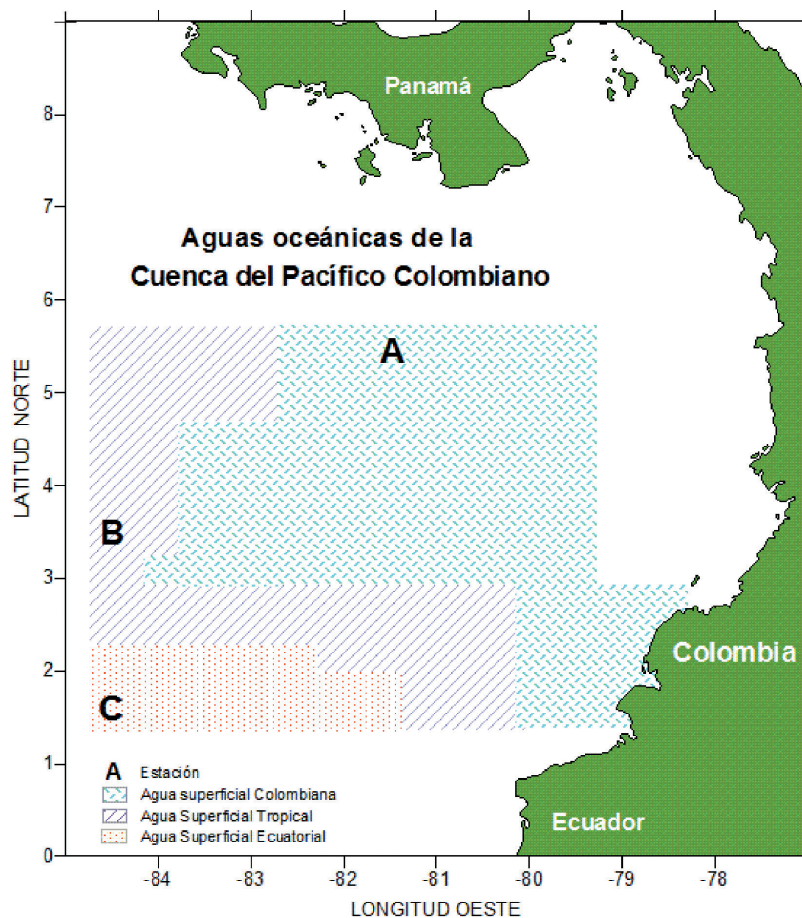 Panamá
8
7
Aguas oceánicas de la
Cuenca del Pacífico Colombiano
6
A
5
LATITUD NORTE
4
B
3
Colombia
2
C
1
A Estación
Agua superficial Colombiana
Agua Superficial Tropical
Agua Superficial Ecuatorial
Ecuador
0
-84 -83 -82 -81 -80 -79 -78
LONGITUD OESTE